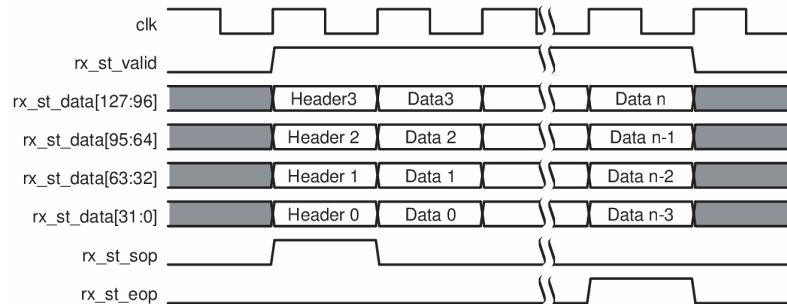 clk
rx_st_valid
rx_st_data[127:96] Header3 Data3 Data n
rx_st_data[95:64] Header 2 Data 2 Data n-1
rx_st_data[63:32] Header 1 Data 1 Data n-2
rx_st_data[31:0] Header 0 Data 0 Data n-3
rx_st_sop
rx_st_eop